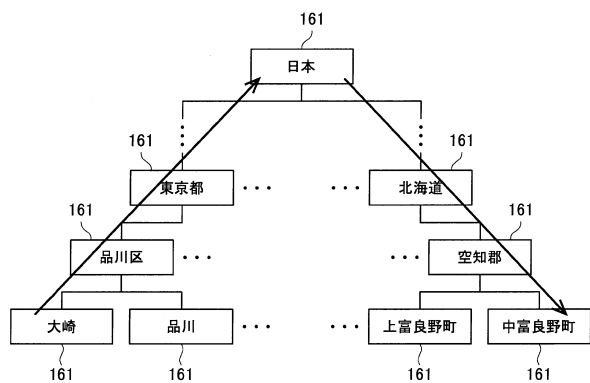 161
日本
161
161
東京都 ・・・
・・・ 北海道
161
161
品川区 ・・・
・・・ 空知郡
大崎
品川 ・・・
・・・ 上富良野町
中富良野町
161
161
161
161